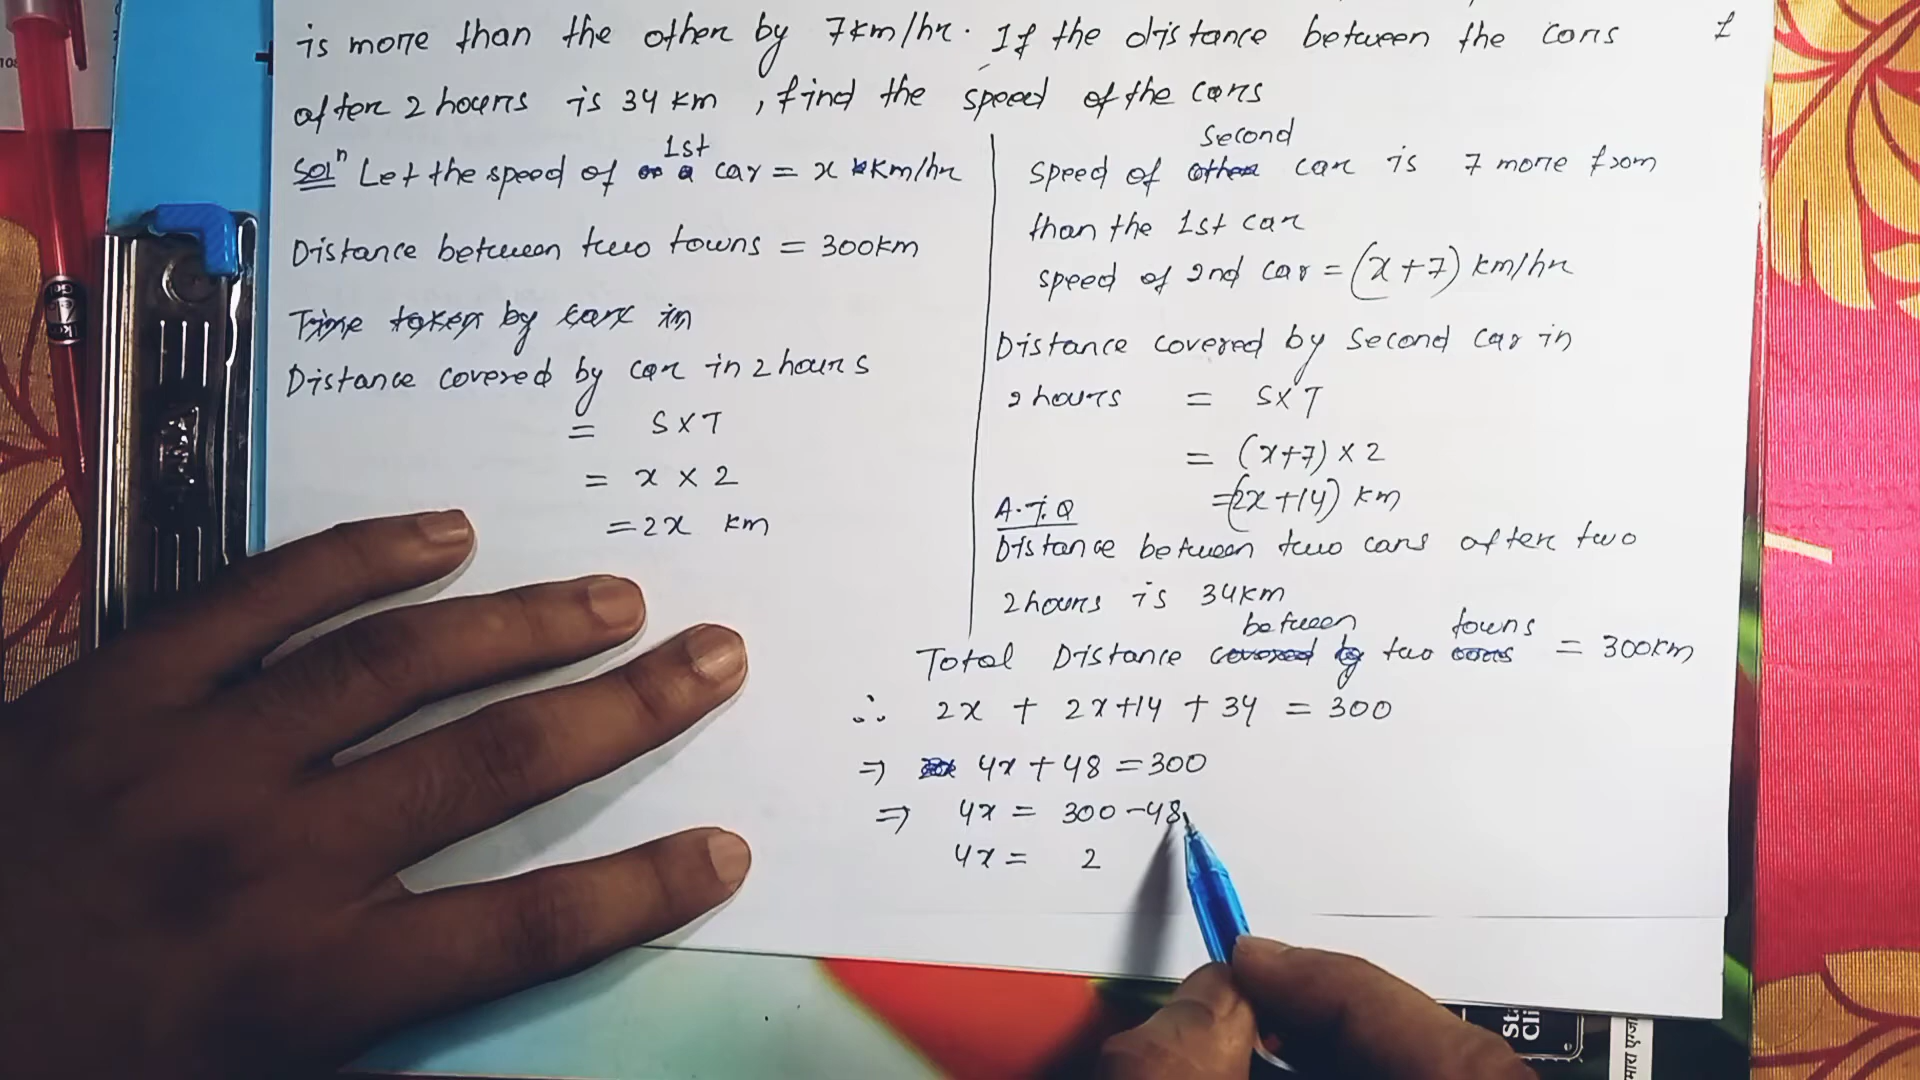 is more than the other by 7km/hr. If the distance between the cars
after 2 hours is 34 km , find the speed of the cars
1st
Solⁿ Let the speed of car = x km/hr
Distance between two towns = 300km
Time taken by car in
Distance covered by car in 2 hours
= S X T
= x × 2
= 2x km
second
speed of other car is 7 more from
than the 1st car
speed of 2nd car = (x+7) km/hr
Distance covered by second car in
2 hours = S X T
= (x+7) × 2
= (2x+14) km
A.T.Q
Distance between two cars after two
2 hours is 34km
between towns
Total Distance covered by two cars = 300km
∴ 2x + 2x+14 + 34 = 300
⇒ 4x + 48 = 300
⇒ 4x = 300 - 48
4x = 2